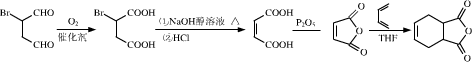 Br CHO CHO O₂ 催化剂 Br COOH COOH ⑴NaOH醇溶液 △ ⑵HCl COOH COOH P₂O₅ O O O THF O O O